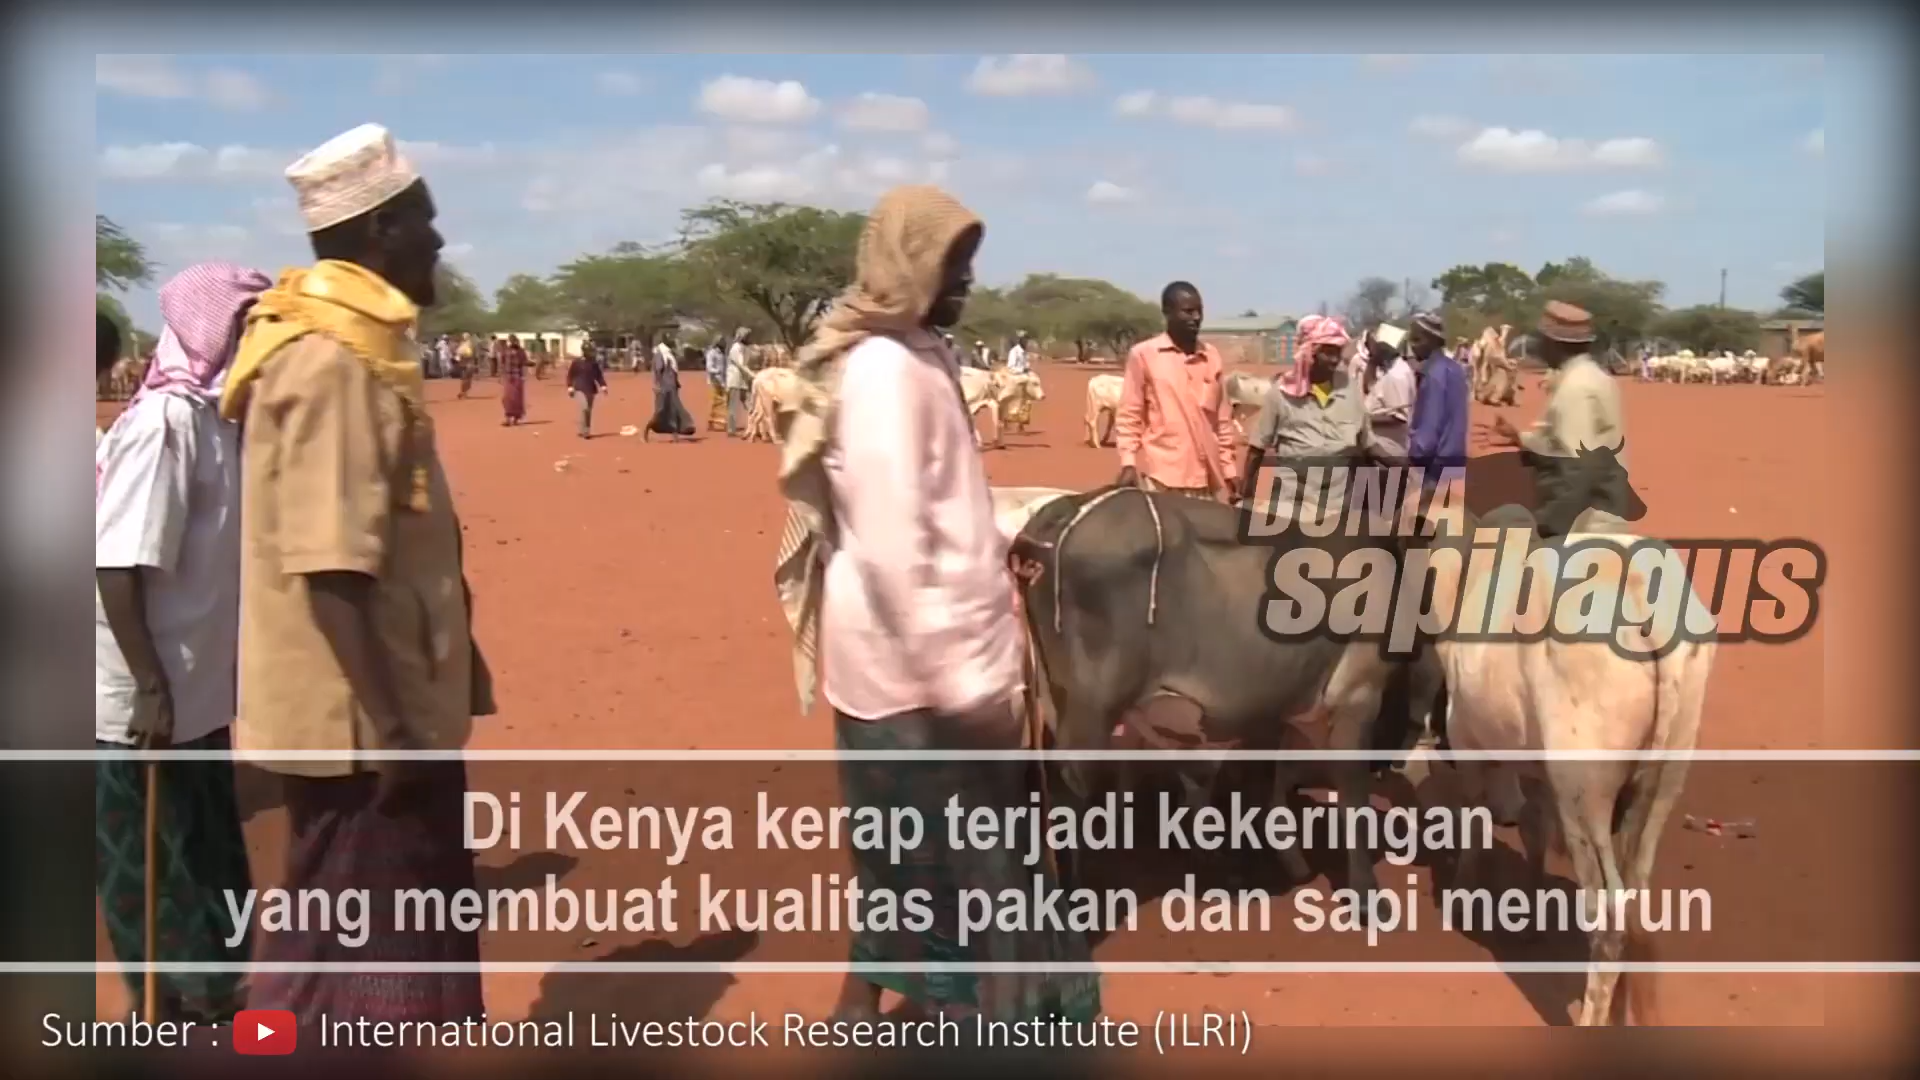 DUNIA
sapibagus
Di Kenya kerap terjadi kekeringan
yang membuat kualitas pakan dan sapi menurun
Sumber : International Livestock Research Institute (ILRI)